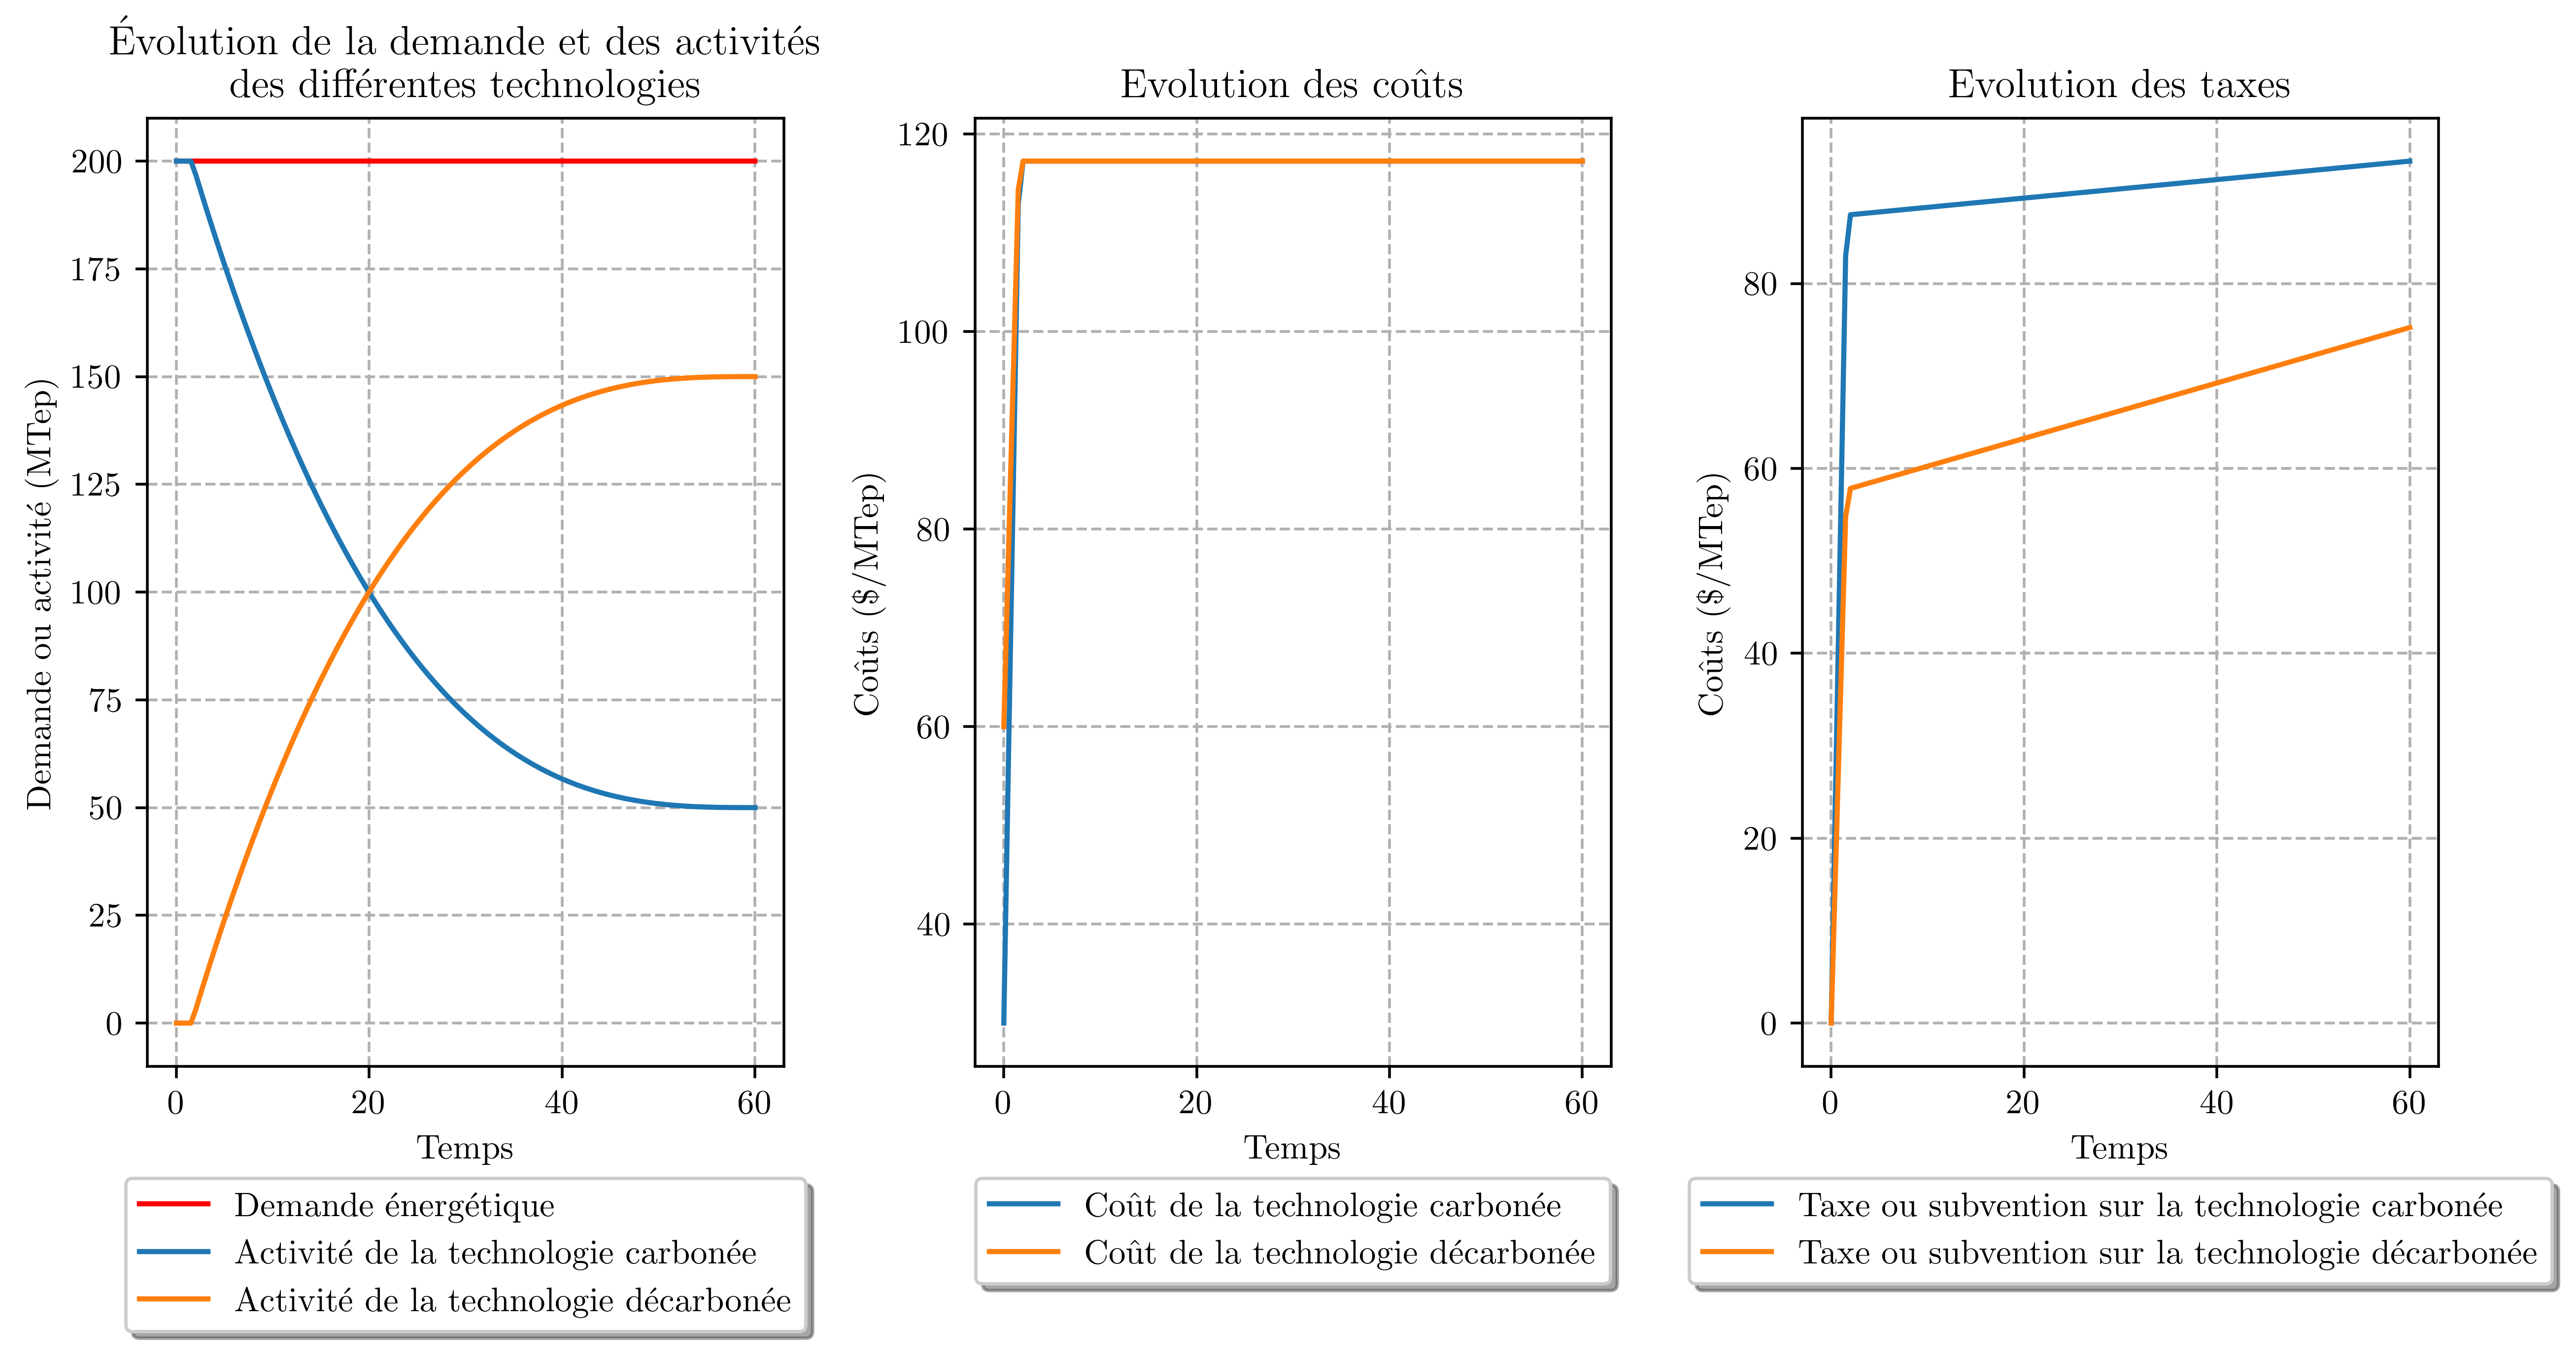 Évolution de la demande et des activités
des différentes technologies
Demande ou activité (MTep)
200
175
150
125
100
75
50
25
0
0 20 40 60
Temps
Demande énergétique
Activité de la technologie carbonée
Activité de la technologie décarbonée
Evolution des coûts
Coûts ($/MTep)
120
100
80
60
40
0 20 40 60
Temps
Coût de la technologie carbonée
Coût de la technologie décarbonée
Evolution des taxes
Coûts ($/MTep)
80
60
40
20
0
0 20 40 60
Temps
Taxe ou subvention sur la technologie carbonée
Taxe ou subvention sur la technologie décarbonée